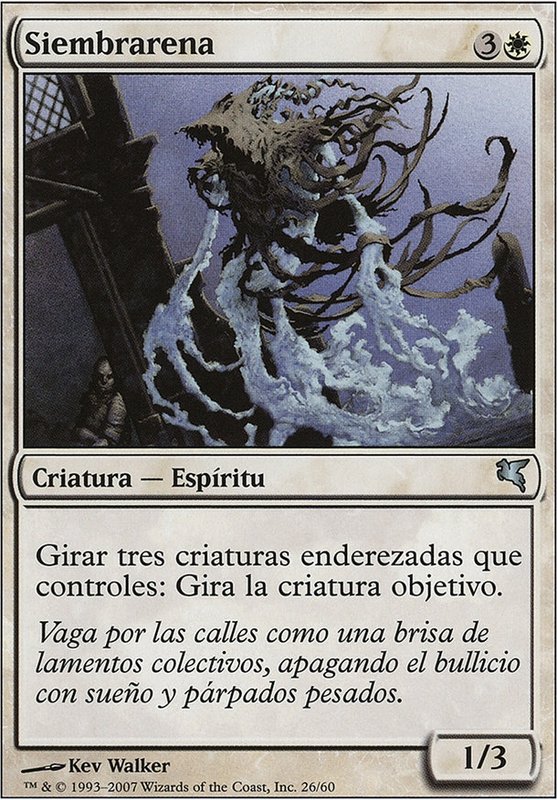 Siembrarena 3
Criatura — Espíritu
Girar tres criaturas enderezadas que
controles: Gira la criatura objetivo.
Vaga por las calles como una brisa de
lamentos colectivos, apagando el bullicio
con sueño y párpados pesados.
1/3
Kev Walker
™ & © 1993–2007 Wizards of the Coast, Inc. 26/60